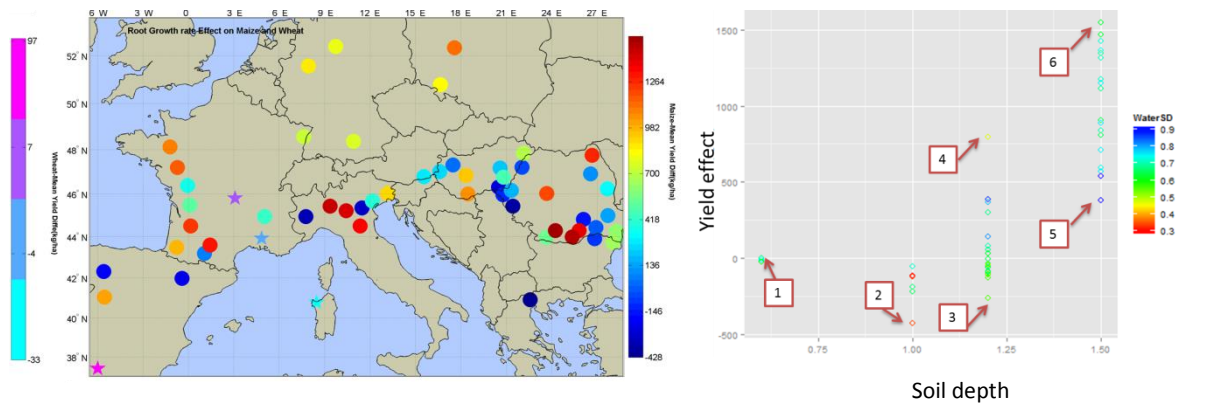 6 W 3 W 0 3 E 6 E 9 E 12 E 15 E 18 E 21 E 24 E 27 E
Root Growth rate Effect on Maize and Wheat
97
7
-4
-33
Wheat-Mean Yield Diff(kg/ha)
52° N
50° N
48° N
46° N
44° N
42° N
40° N
38° N
1264
982
700
418
136
-146
-428
Maize-Mean Yield Diff(kg/ha)
Yield effect
1500
1000
500
0
-500
0.75 1.00 1.25 1.50
Soil depth
1
2
3
4
5
6
WaterSD
0.9
0.8
0.7
0.6
0.5
0.4
0.3